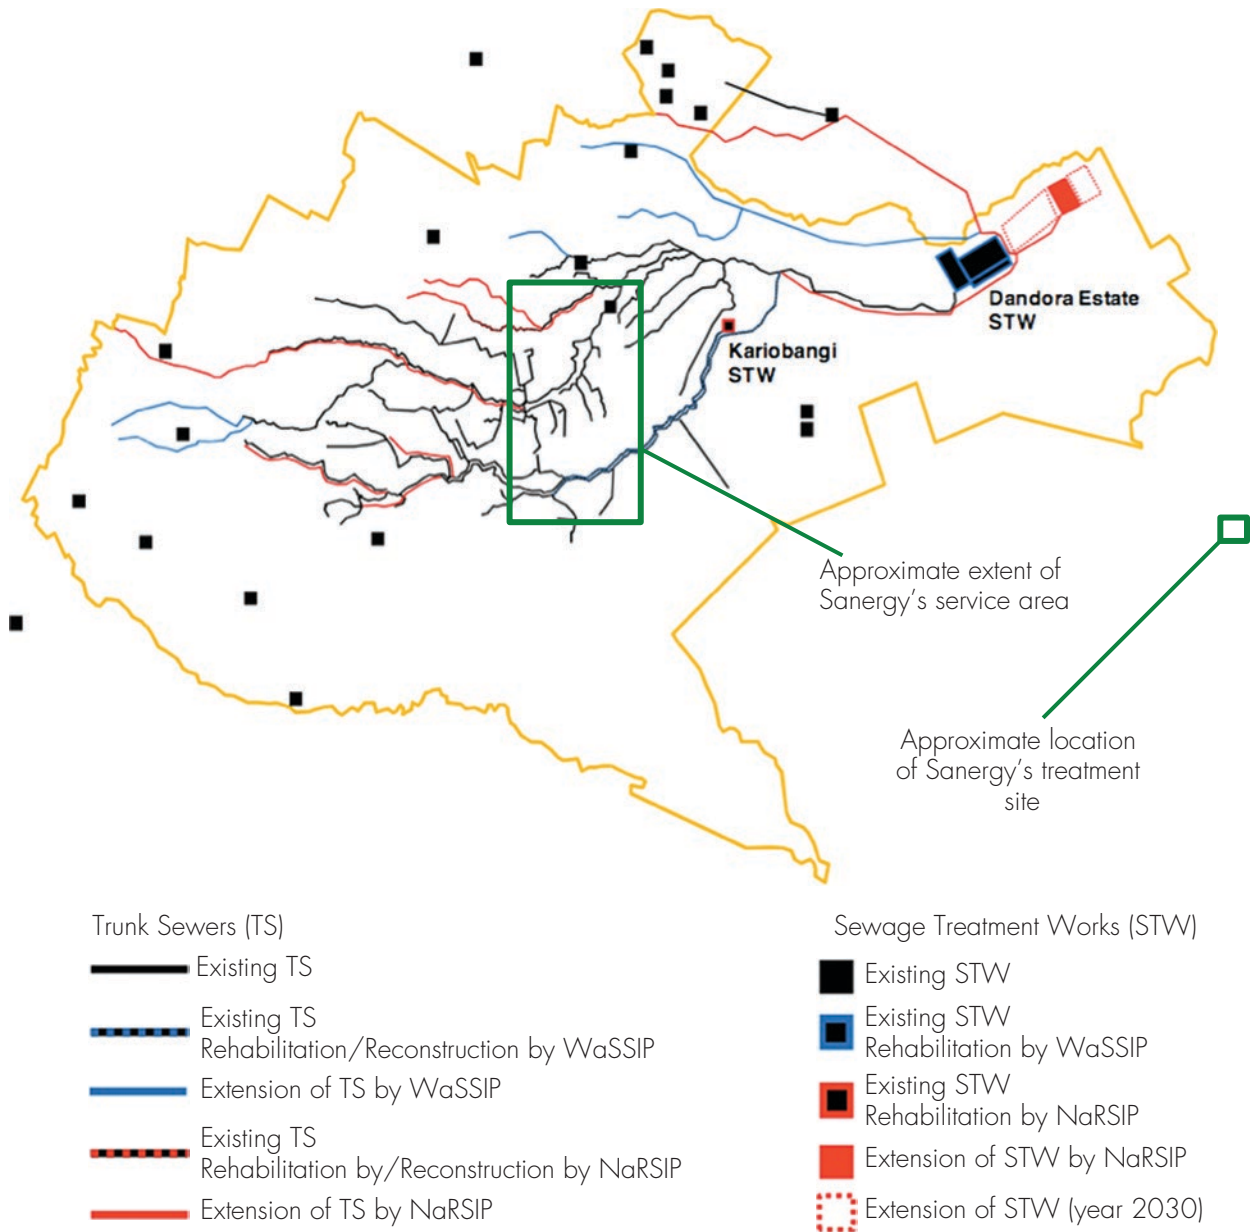 Dandora Estate
STW
Kariobangi
STW
Approximate extent of
Sanergy's service area
Approximate location
of Sanergy's treatment
site
Trunk Sewers (TS)
Existing TS
Existing TS
Rehabilitation/Reconstruction by WaSSIP
Extension of TS by WaSSIP
Existing TS
Rehabilitation by/Reconstruction by NaRSIP
Extension of TS by NaRSIP
Sewage Treatment Works (STW)
Existing STW
Existing STW
Rehabilitation by WaSSIP
Existing STW
Rehabilitation by NaRSIP
Extension of STW by NaRSIP
Extension of STW (year 2030)